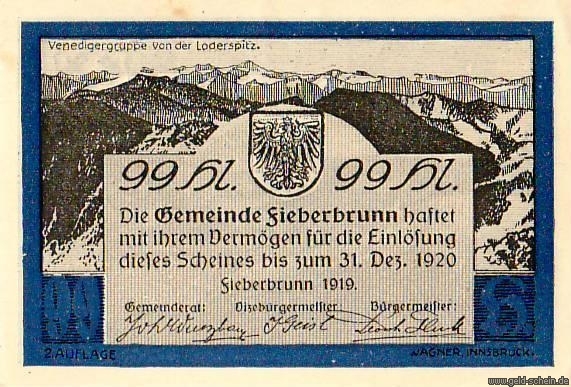 Venedigergruppe von der Loderspitz.
99 Hl. 99 Hl.
Die Gemeinde Fieberbrunn haftet
mit ihrem Vermögen für die Einlösung
dieses Scheines bis zum 31. Dez. 1920
Fieberbrunn 1919.
Gemeinderat: Vizebürgermeister Bürgermeister:
2. AUFLAGE WAGNER, INNSBRUCK.
www.geld-schein.de